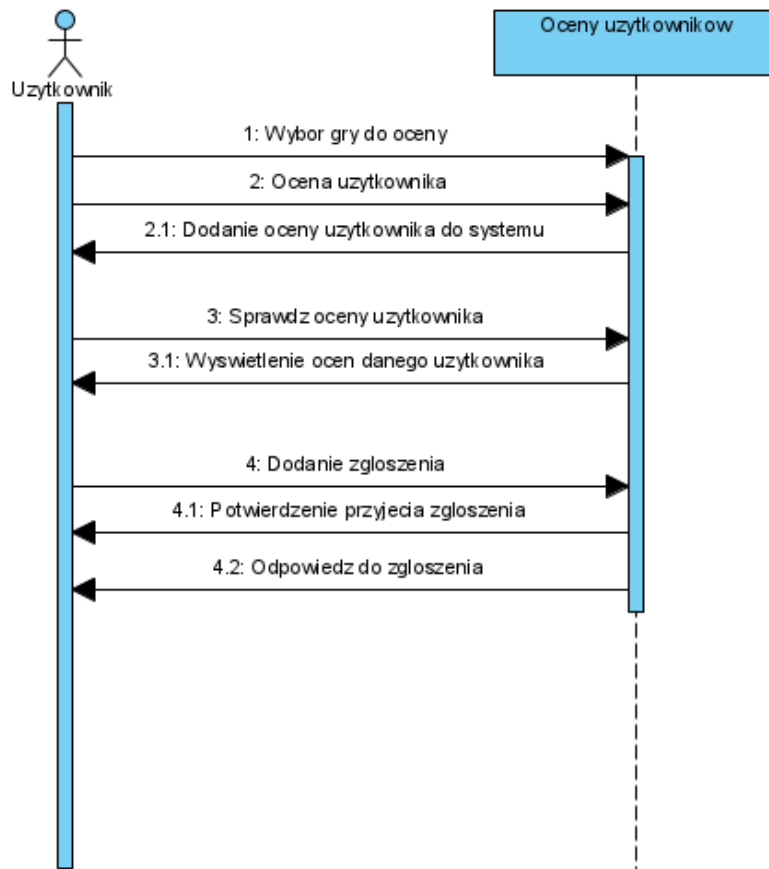 Oceny uzytkownikow
Uzytkownik
1: Wybor gry do oceny
2: Ocena uzytkownika
2.1: Dodanie oceny uzytkownika do systemu
3: Sprawdz oceny uzytkownika
3.1: Wyswietlenie ocen danego uzytkownika
4: Dodanie zgloszenia
4.1: Potwierdzenie przyjecia zgloszenia
4.2: Odpowiedz do zgloszenia